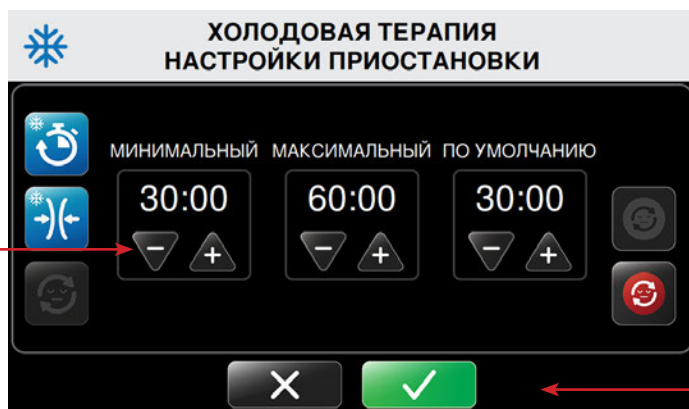 ХОЛОДОВАЯ ТЕРАПИЯ
НАСТРОЙКИ ПРИОСТАНОВКИ
МИНИМАЛЬНЫЙ МАКСИМАЛЬНЫЙ ПО УМОЛЧАНИЮ
30:00 60:00 30:00